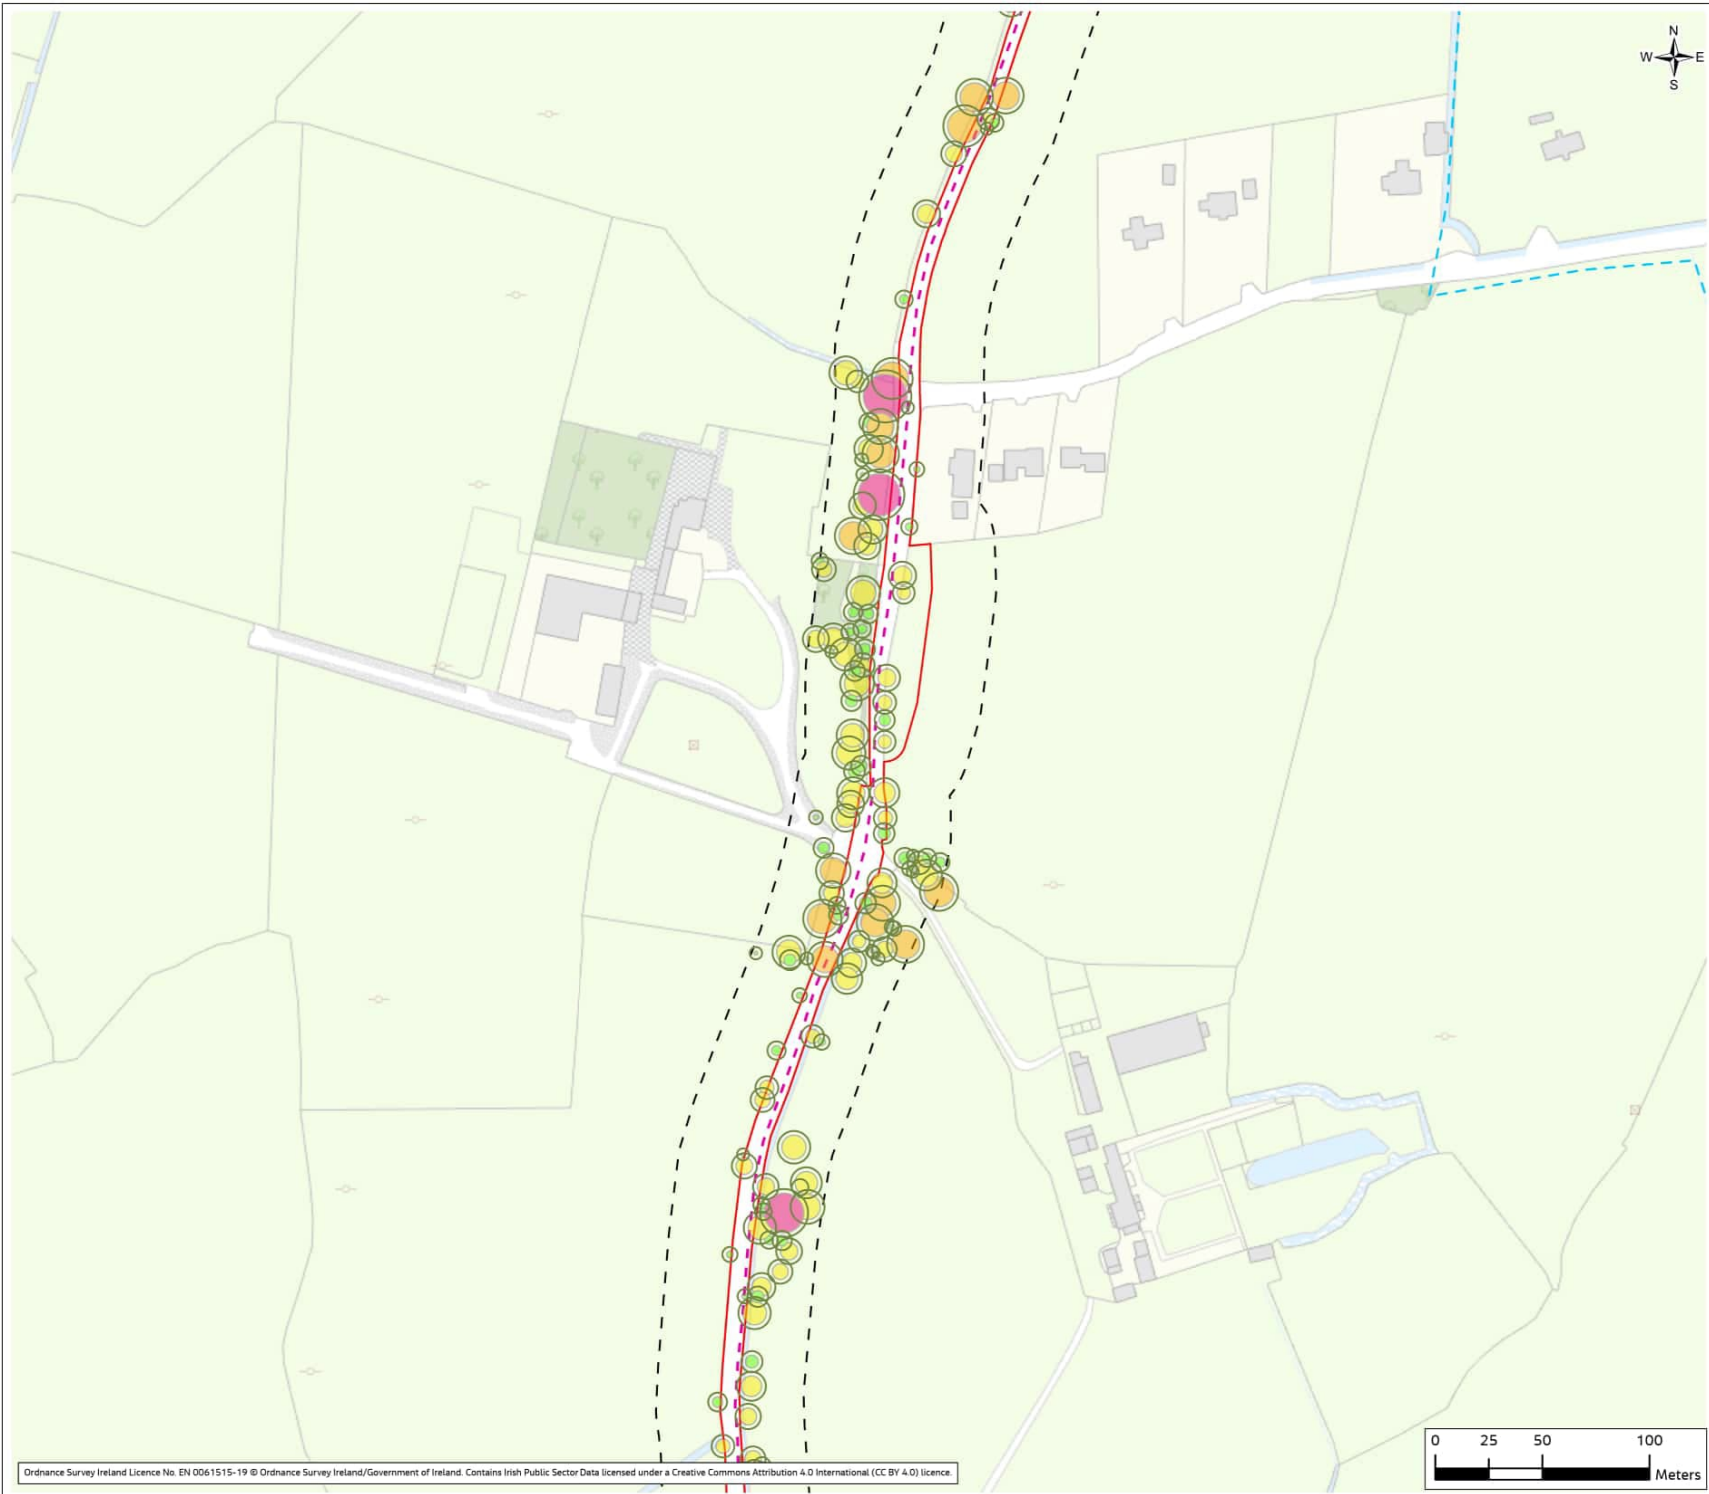 N
W E
S
0 25 50 100
Meters
Ordnance Survey Ireland Licence No. EN 0061515-19 © Ordnance Survey Ireland/Government of Ireland. Contains Irish Public Sector Data licensed under a Creative Commons Attribution 4.0 International (CC BY 4.0) licence.